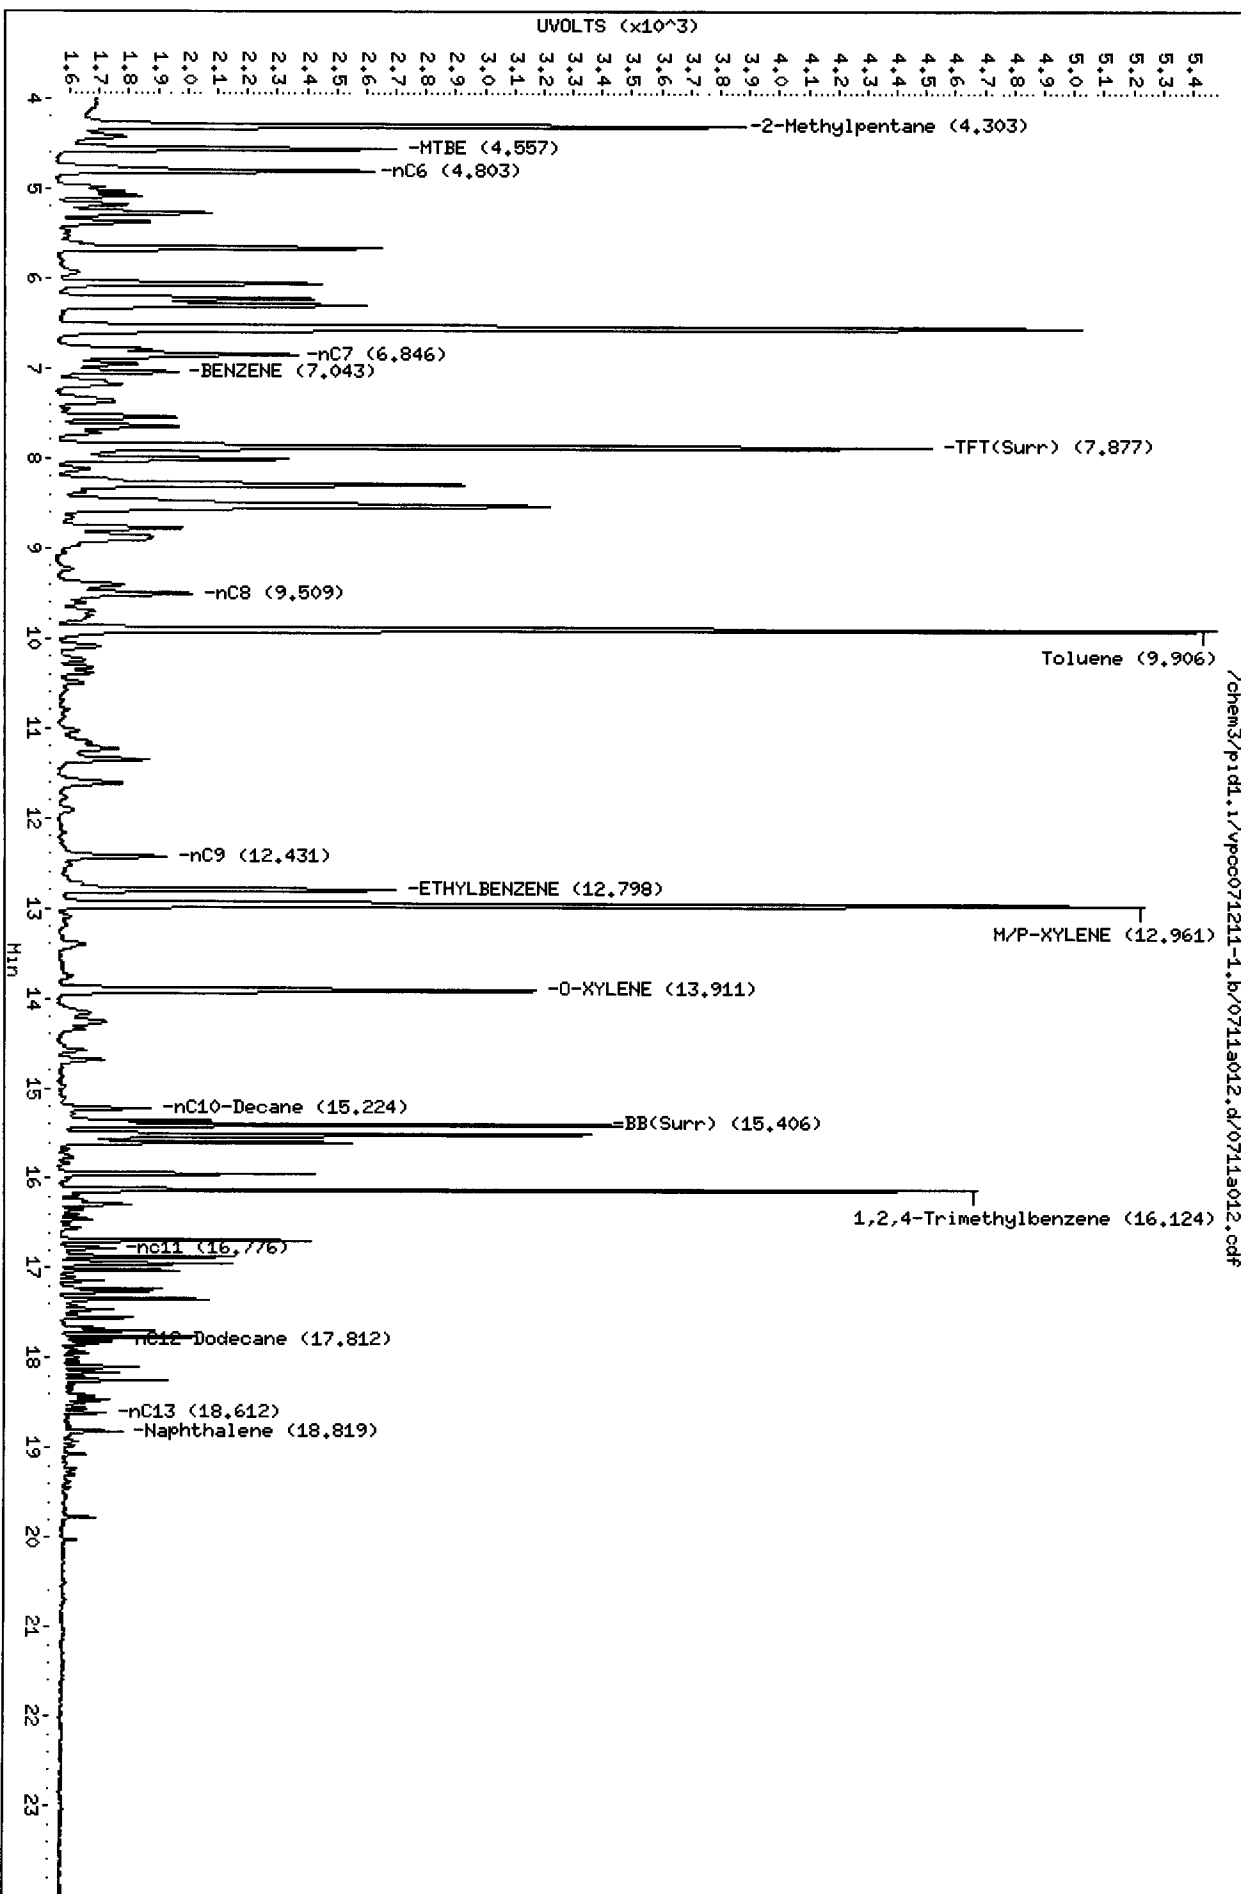 UVOLTS (x10^3)
1.6 1.7 1.8 1.9 2.0 2.1 2.2 2.3 2.4 2.5 2.6 2.7 2.8 2.9 3.0 3.1 3.2 3.3 3.4 3.5 3.6 3.7 3.8 3.9 4.0 4.1 4.2 4.3 4.4 4.5 4.6 4.7 4.8 4.9 5.0 5.1 5.2 5.3 5.4
4
-2-Methylpentane (4.303)
-MTBE (4.557)
-nC6 (4.803)
5
6
-nC7 (6.846)
7
-BENZENE (7.043)
-TFT(Surr) (7.877)
8
9
-nC8 (9.509)
10
Toluene (9.906)
11
12
-nC9 (12.431)
-ETHYLBENZENE (12.798)
13
M/P-XYLENE (12.961)
-O-XYLENE (13.911)
14
15
-nC10-Decane (15.224)
=BB(Surr) (15.406)
16
1,2,4-Trimethylbenzene (16.124)
-nc11 (16.776)
17
-nC12-Dodecane (17.812)
18
-nC13 (18.612)
-Naphthalene (18.819)
19
20
21
22
23
Min
/chem3/pid1.i/vpcc071211-1.b/0711a012.d/0711a012.cdf